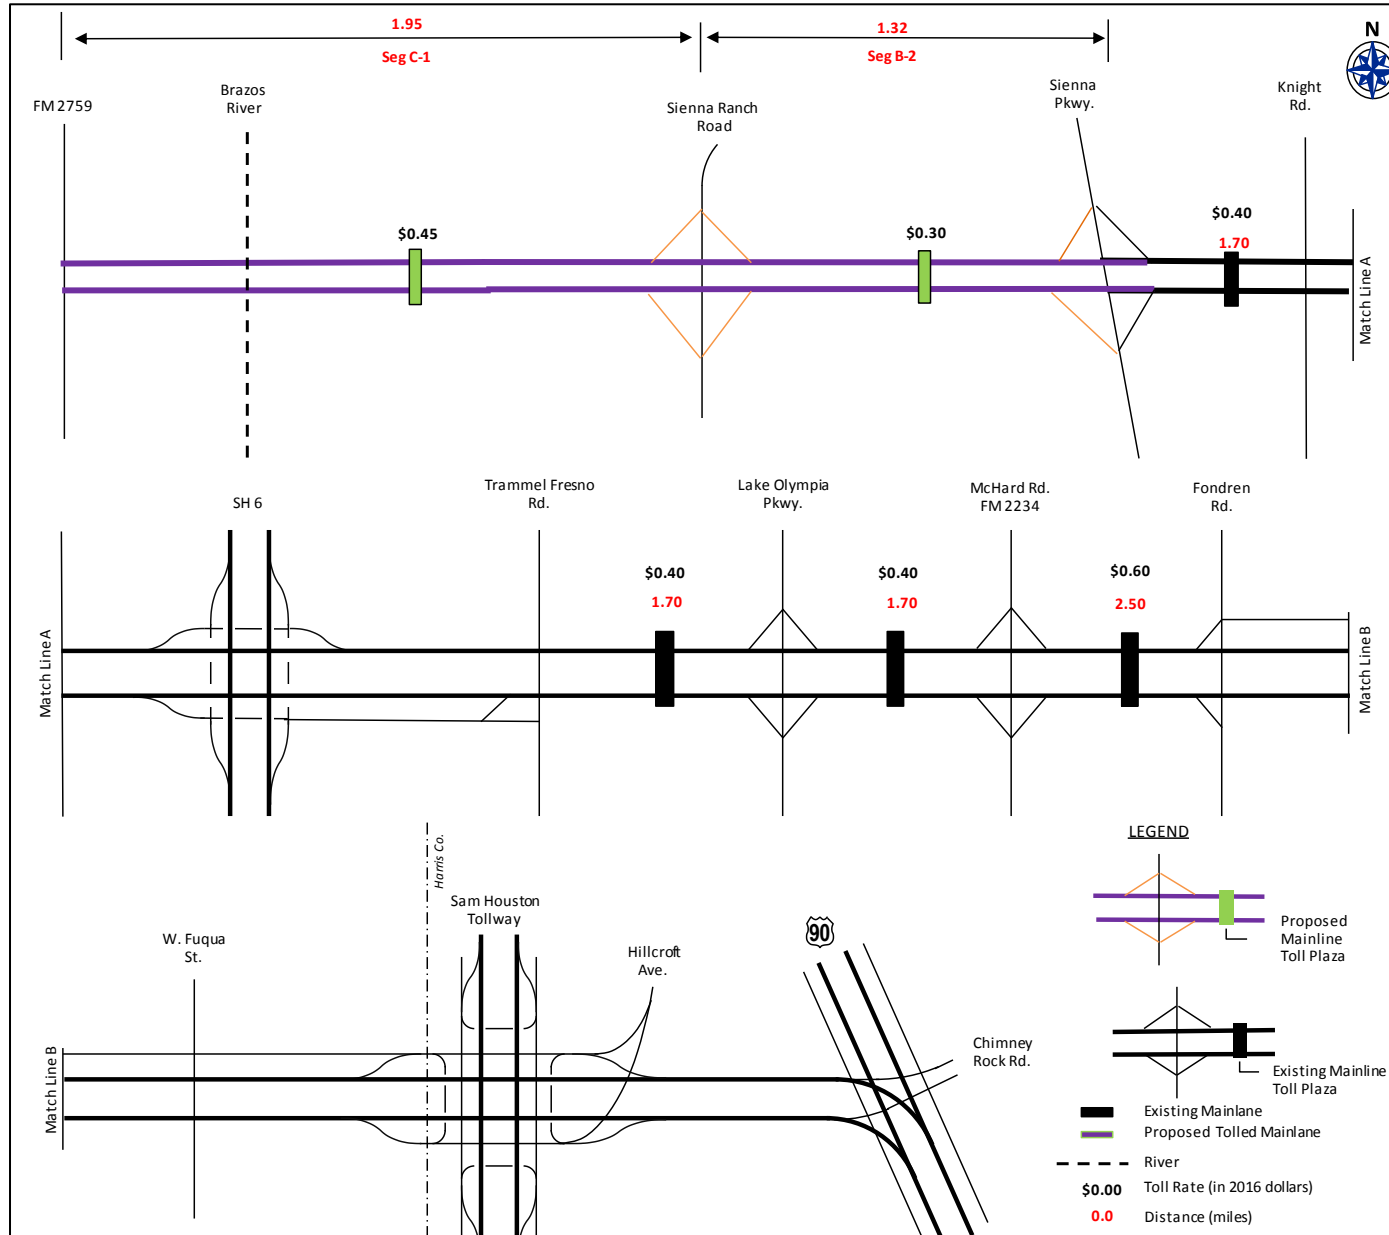 1.95
1.32
Seg C-1
Seg B-2
N
FM 2759
Brazos
River
Sienna Ranch
Road
Sienna
Pkwy.
Knight
Rd.
$0.45
$0.30
$0.40
1.70
Match Line A
SH 6
Trammel Fresno
Rd.
Lake Olympia
Pkwy.
McHard Rd.
FM 2234
Fondren
Rd.
$0.40
1.70
$0.40
1.70
$0.60
2.50
Match Line A
Match Line B
Harris Co.
Sam Houston
Tollway
W. Fuqua
St.
Hillcroft
Ave.
90
Chimney
Rock Rd.
Match Line B
LEGEND
Proposed
Mainline
Toll Plaza
Existing Mainline
Toll Plaza
Existing Mainlane
Proposed Tolled Mainlane
River
$0.00 Toll Rate (in 2016 dollars)
0.0 Distance (miles)